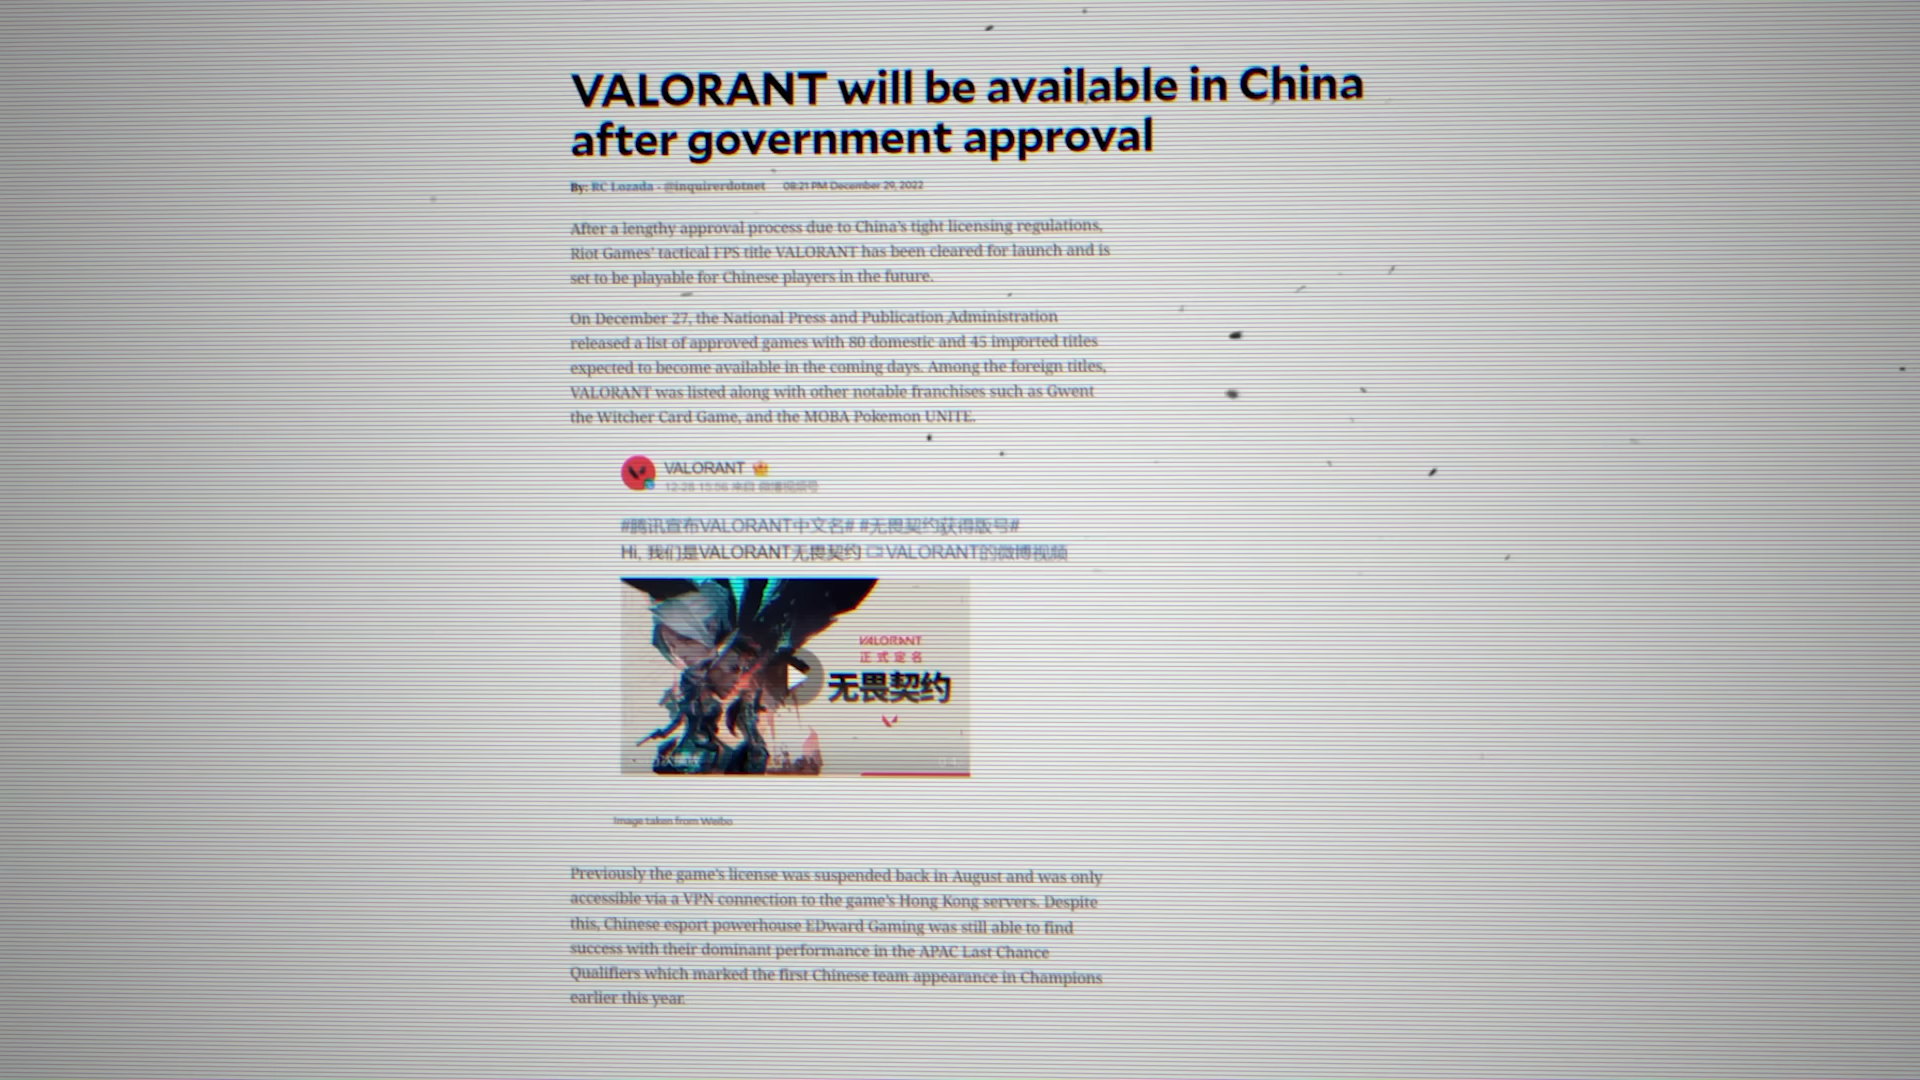 VALORANT will be available in China
after government approval
By: RC Lozada - @inquirerdotnet 08:21 PM December 29, 2022
After a lengthy approval process due to China's tight licensing regulations,
Riot Games' tactical FPS title VALORANT has been cleared for launch and is
set to be playable for Chinese players in the future.
On December 27, the National Press and Publication Administration
released a list of approved games with 80 domestic and 45 imported titles
expected to become available in the coming days. Among the foreign titles,
VALORANT was listed along with other notable franchises such as Gwent
the Witcher Card Game, and the MOBA Pokemon UNITE.
VALORANT
12-28 15:56 来自 微博视频号
#腾讯宣布VALORANT中文名# #无畏契约获得版号#
Hi, 我们是VALORANT无畏契约 VALORANT的微博视频
VALORANT
正式定名
无畏契约
Image taken from Weibo
Previously the game's license was suspended back in August and was only
accessible via a VPN connection to the game's Hong Kong servers. Despite
this, Chinese esport powerhouse EDward Gaming was still able to find
success with their dominant performance in the APAC Last Chance
Qualifiers which marked the first Chinese team appearance in Champions
earlier this year.